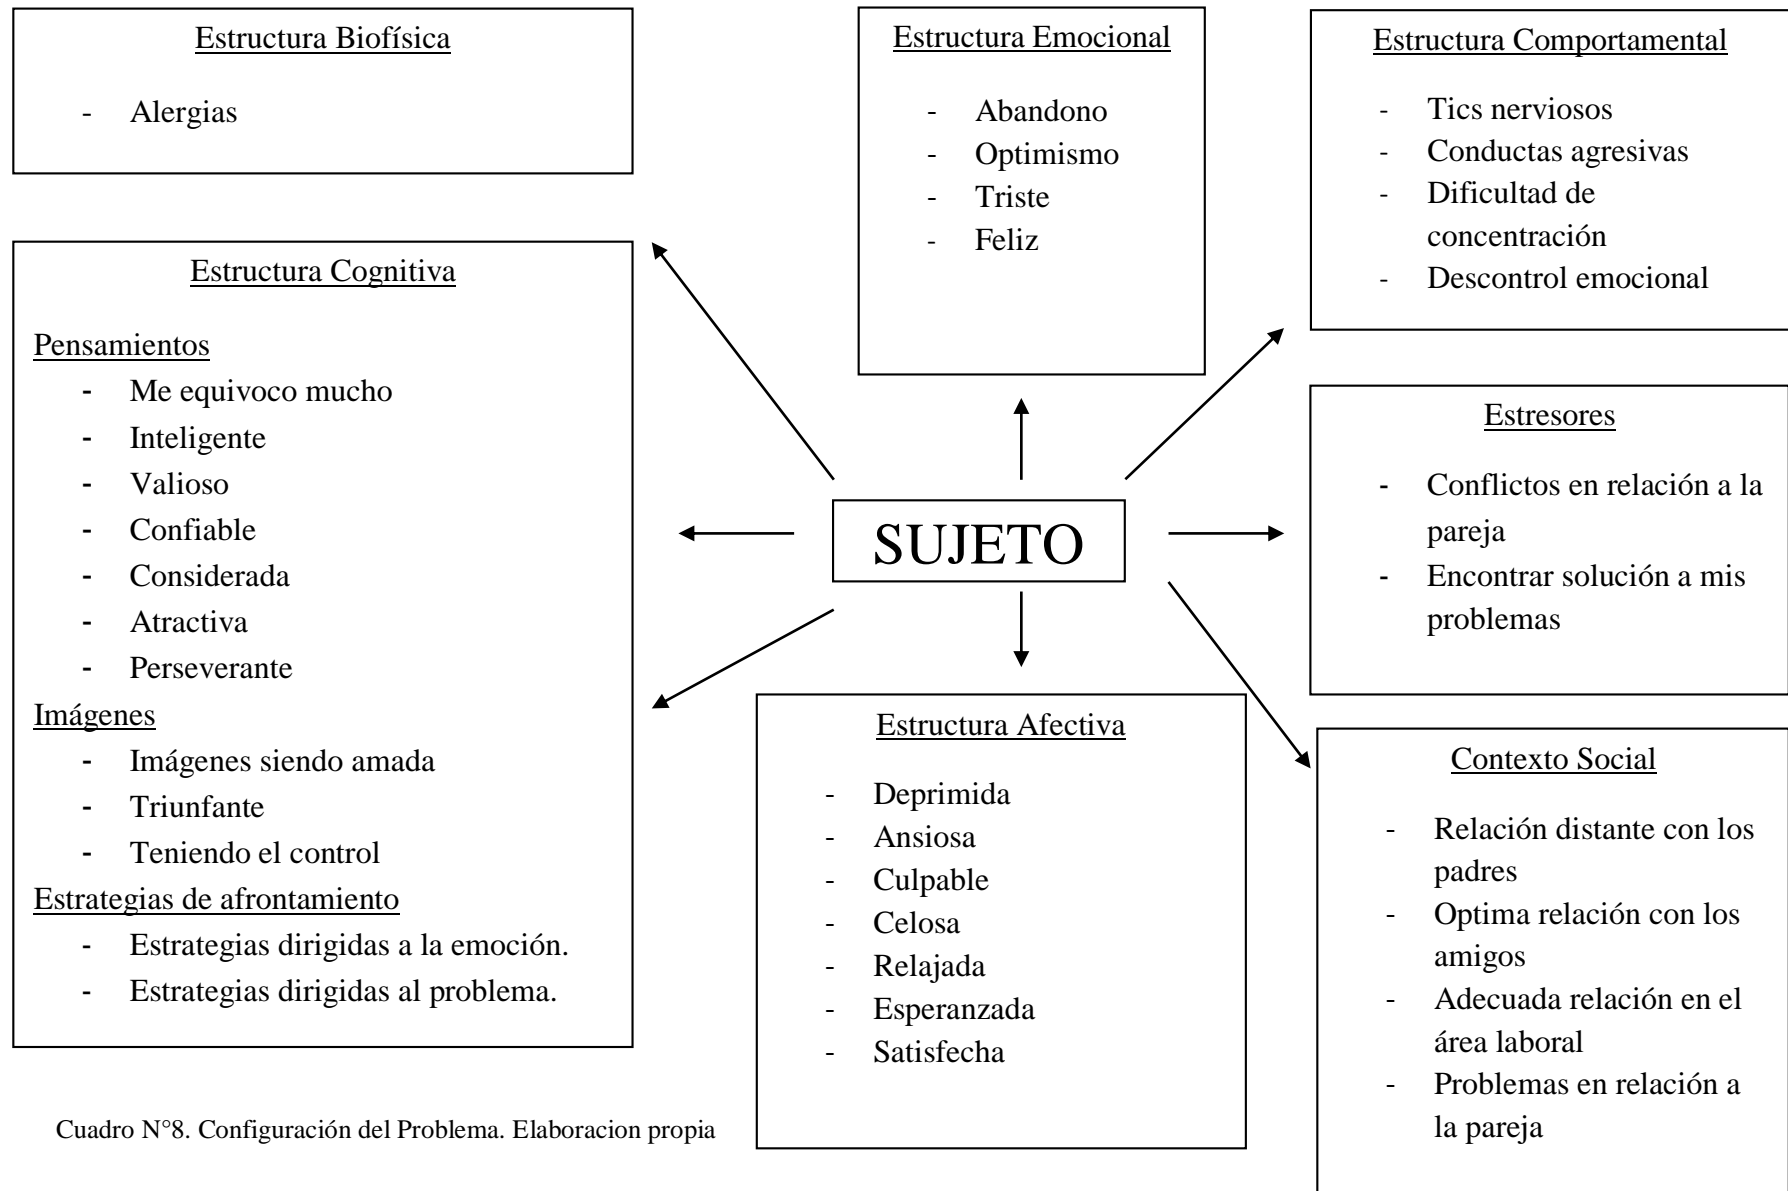 Estructura Biofísica
- Alergias
Estructura Emocional
- Abandono
- Optimismo
- Triste
- Feliz
Estructura Comportamental
- Tics nerviosos
- Conductas agresivas
- Dificultad de
concentración
- Descontrol emocional
Estructura Cognitiva
Pensamientos
- Me equivoco mucho
- Inteligente
- Valioso
- Confiable
- Considerada
- Atractiva
- Perseverante
Imágenes
- Imágenes siendo amada
- Triunfante
- Teniendo el control
Estrategias de afrontamiento
- Estrategias dirigidas a la emoción.
- Estrategias dirigidas al problema.
SUJETO
Estresores
- Conflictos en relación a la
pareja
- Encontrar solución a mis
problemas
Estructura Afectiva
- Deprimida
- Ansiosa
- Culpable
- Celosa
- Relajada
- Esperanzada
- Satisfecha
Contexto Social
- Relación distante con los
padres
- Optima relación con los
amigos
- Adecuada relación en el
área laboral
- Problemas en relación a
la pareja
Cuadro N°8. Configuración del Problema. Elaboracion propia